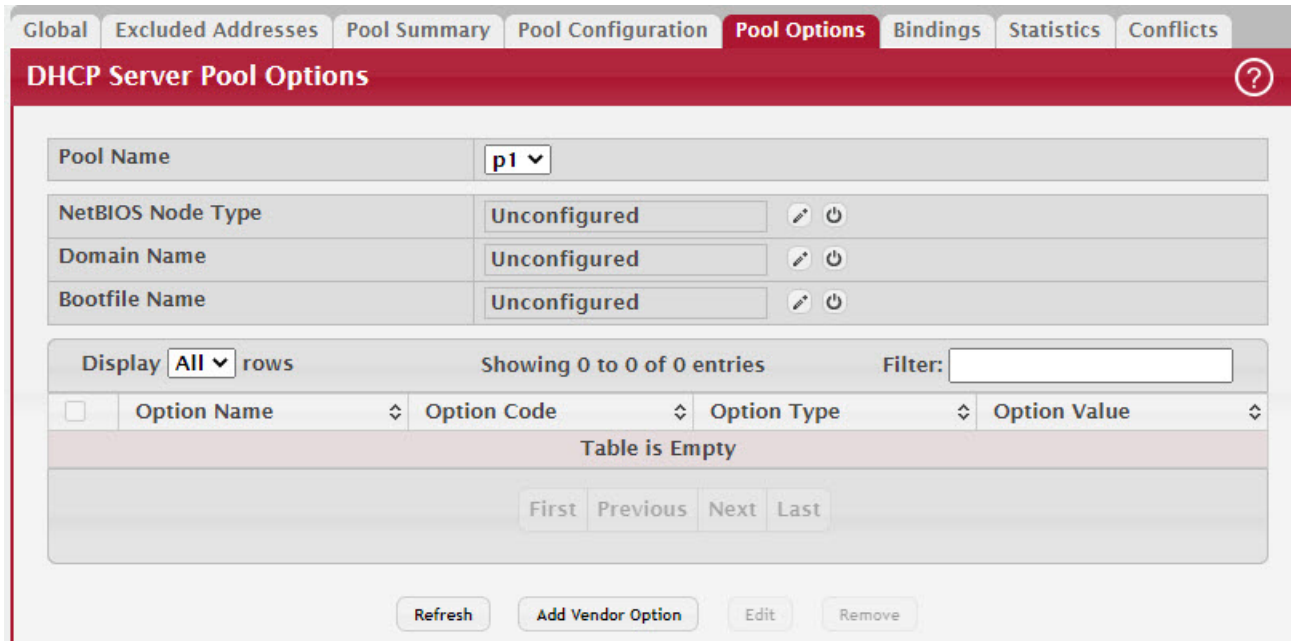 Global Excluded Addresses Pool Summary Pool Configuration Pool Options Bindings Statistics Conflicts
DHCP Server Pool Options ?
Pool Name p1
NetBIOS Node Type Unconfigured
Domain Name Unconfigured
Bootfile Name Unconfigured
Display All rows Showing 0 to 0 of 0 entries Filter:
Option Name Option Code Option Type Option Value
Table is Empty
First Previous Next Last
Refresh Add Vendor Option Edit Remove